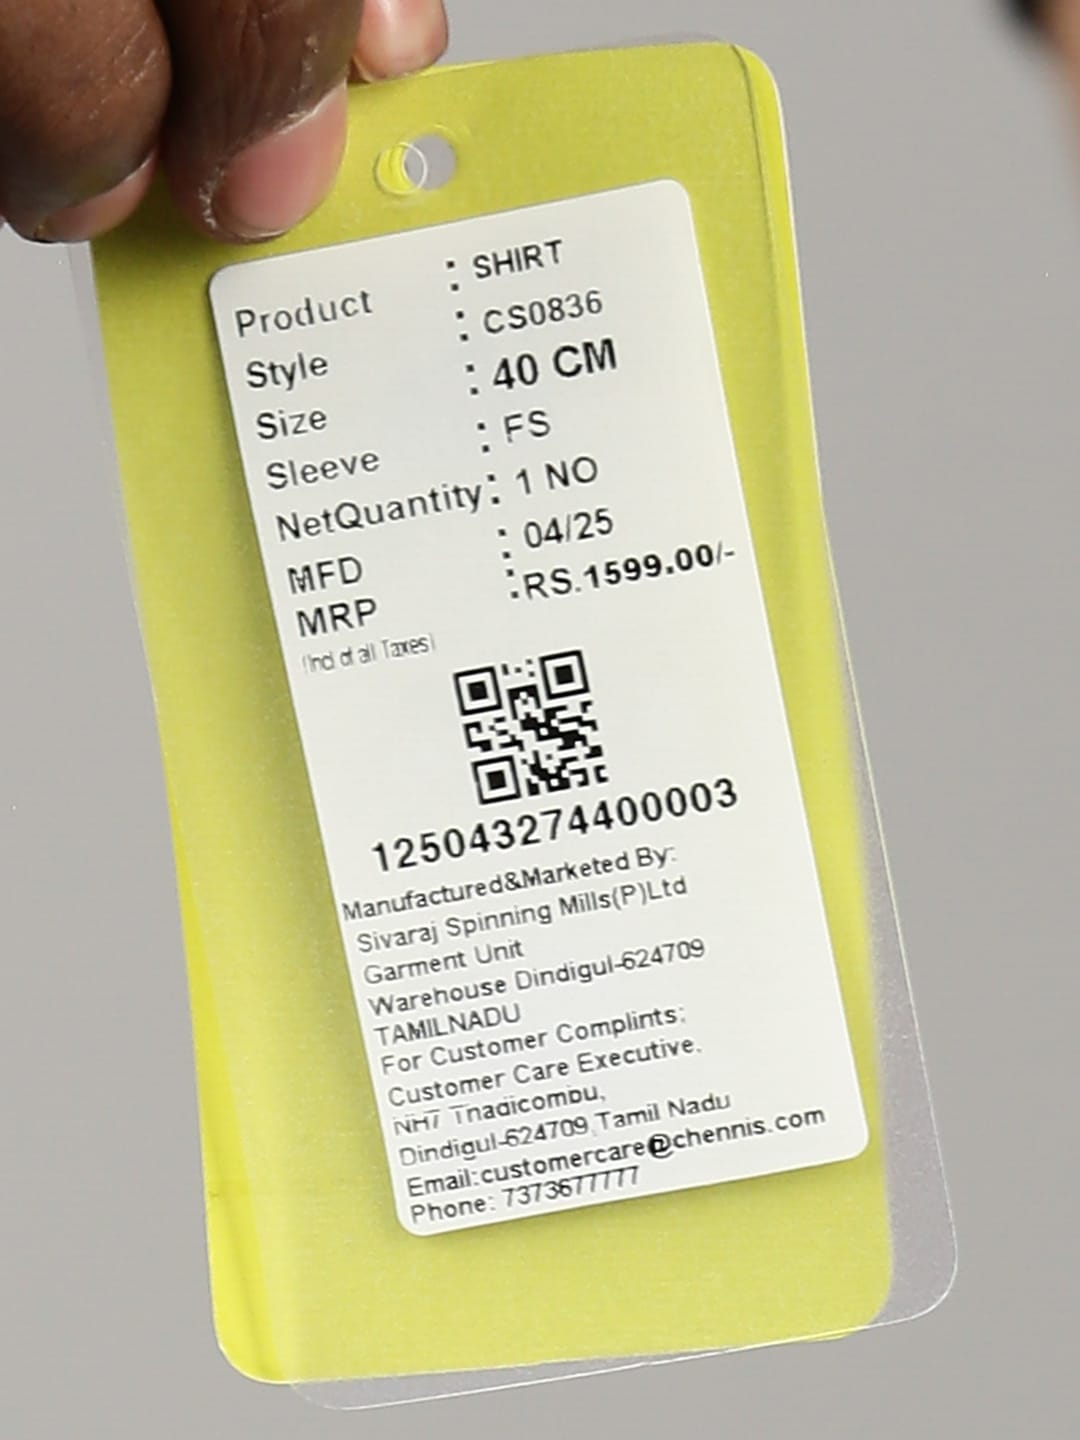 Product : SHIRT
Style : CS0836
Size : 40 CM
Sleeve : FS
NetQuantity : 1 NO
MFD : 04/25
MRP : RS.1599.00/-
(Incl of all Taxes)
125043274400003
Manufactured&Marketed By:
Sivaraj Spinning Mills(P)Ltd
Garment Unit
Warehouse Dindigul-624709
TAMILNADU
For Customer Complints:
Customer Care Executive.
NH7
Dindigul-624709,Tamil Nadu
Email:customercare@chennis.com
Phone: 7373677777